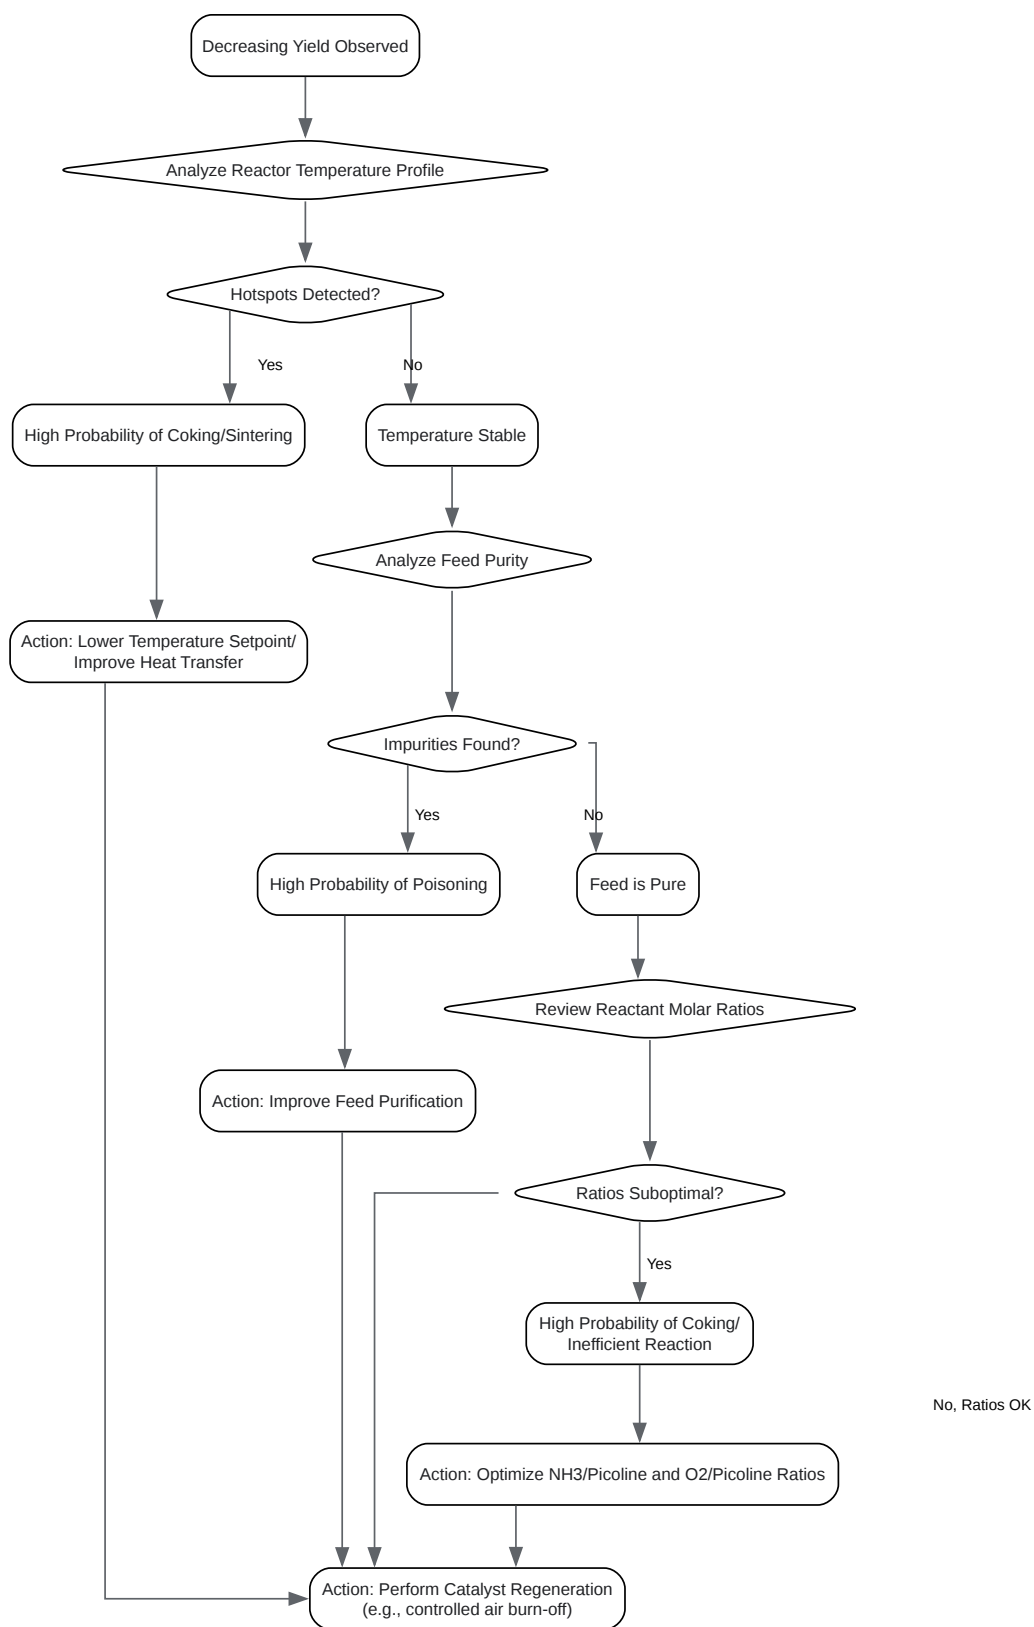 Decreasing Yield Observed
Analyze Reactor Temperature Profile
Hotspots Detected?
Yes
No
High Probability of Coking/Sintering
Temperature Stable
Analyze Feed Purity
Action: Lower Temperature Setpoint/
Improve Heat Transfer
Impurities Found?
Yes
No
High Probability of Poisoning
Feed is Pure
Review Reactant Molar Ratios
Action: Improve Feed Purification
Ratios Suboptimal?
Yes
High Probability of Coking/
Inefficient Reaction
No, Ratios OK
Action: Optimize NH3/Picoline and O2/Picoline Ratios
Action: Perform Catalyst Regeneration
(e.g., controlled air burn-off)